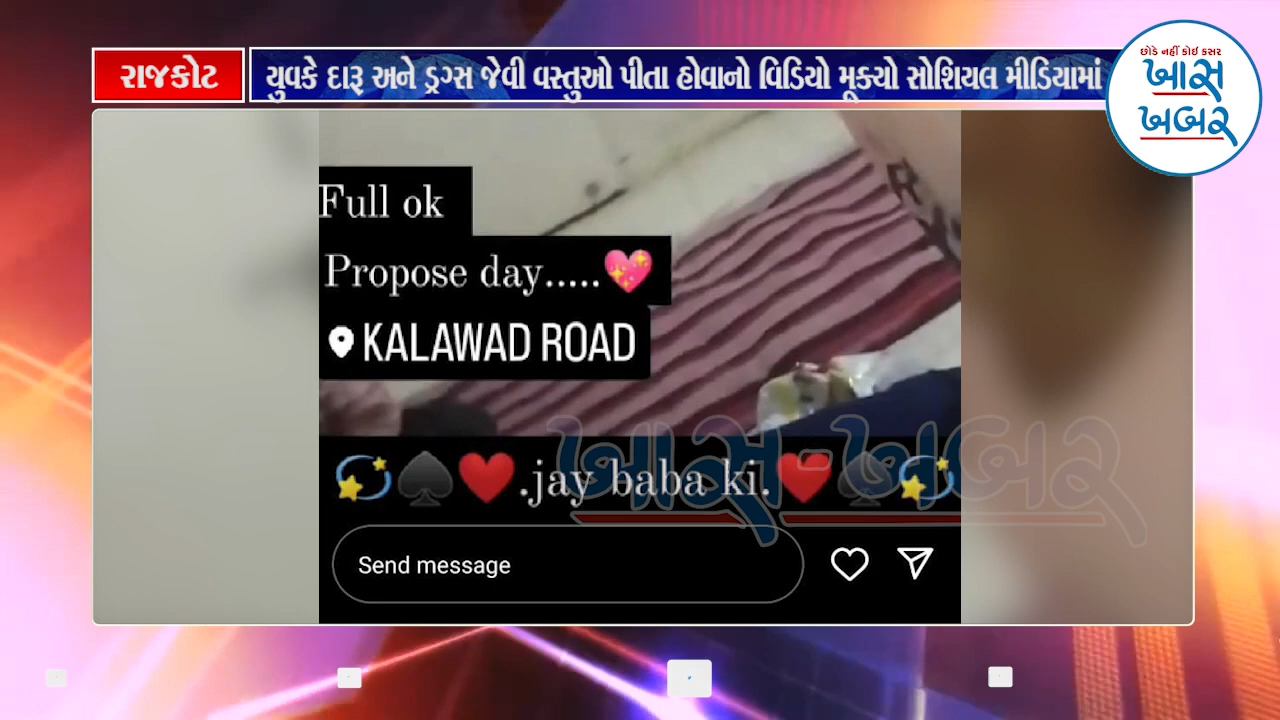 રાજકોટ
યુવકે દારૂ અને ડ્રગ્સ જેવી વસ્તુઓ પીતા હોવાનો વિડિયો મૂક્યો સોશિયલ મીડિયામાં
છોડે નહીં કોઇ કસર
ખાસ
ખબર
Full ok
Propose day.....💖
KALAWAD ROAD
💫♠️❤️.jay baba ki.❤️♠️💫
ખાસ-ખબર
Send message